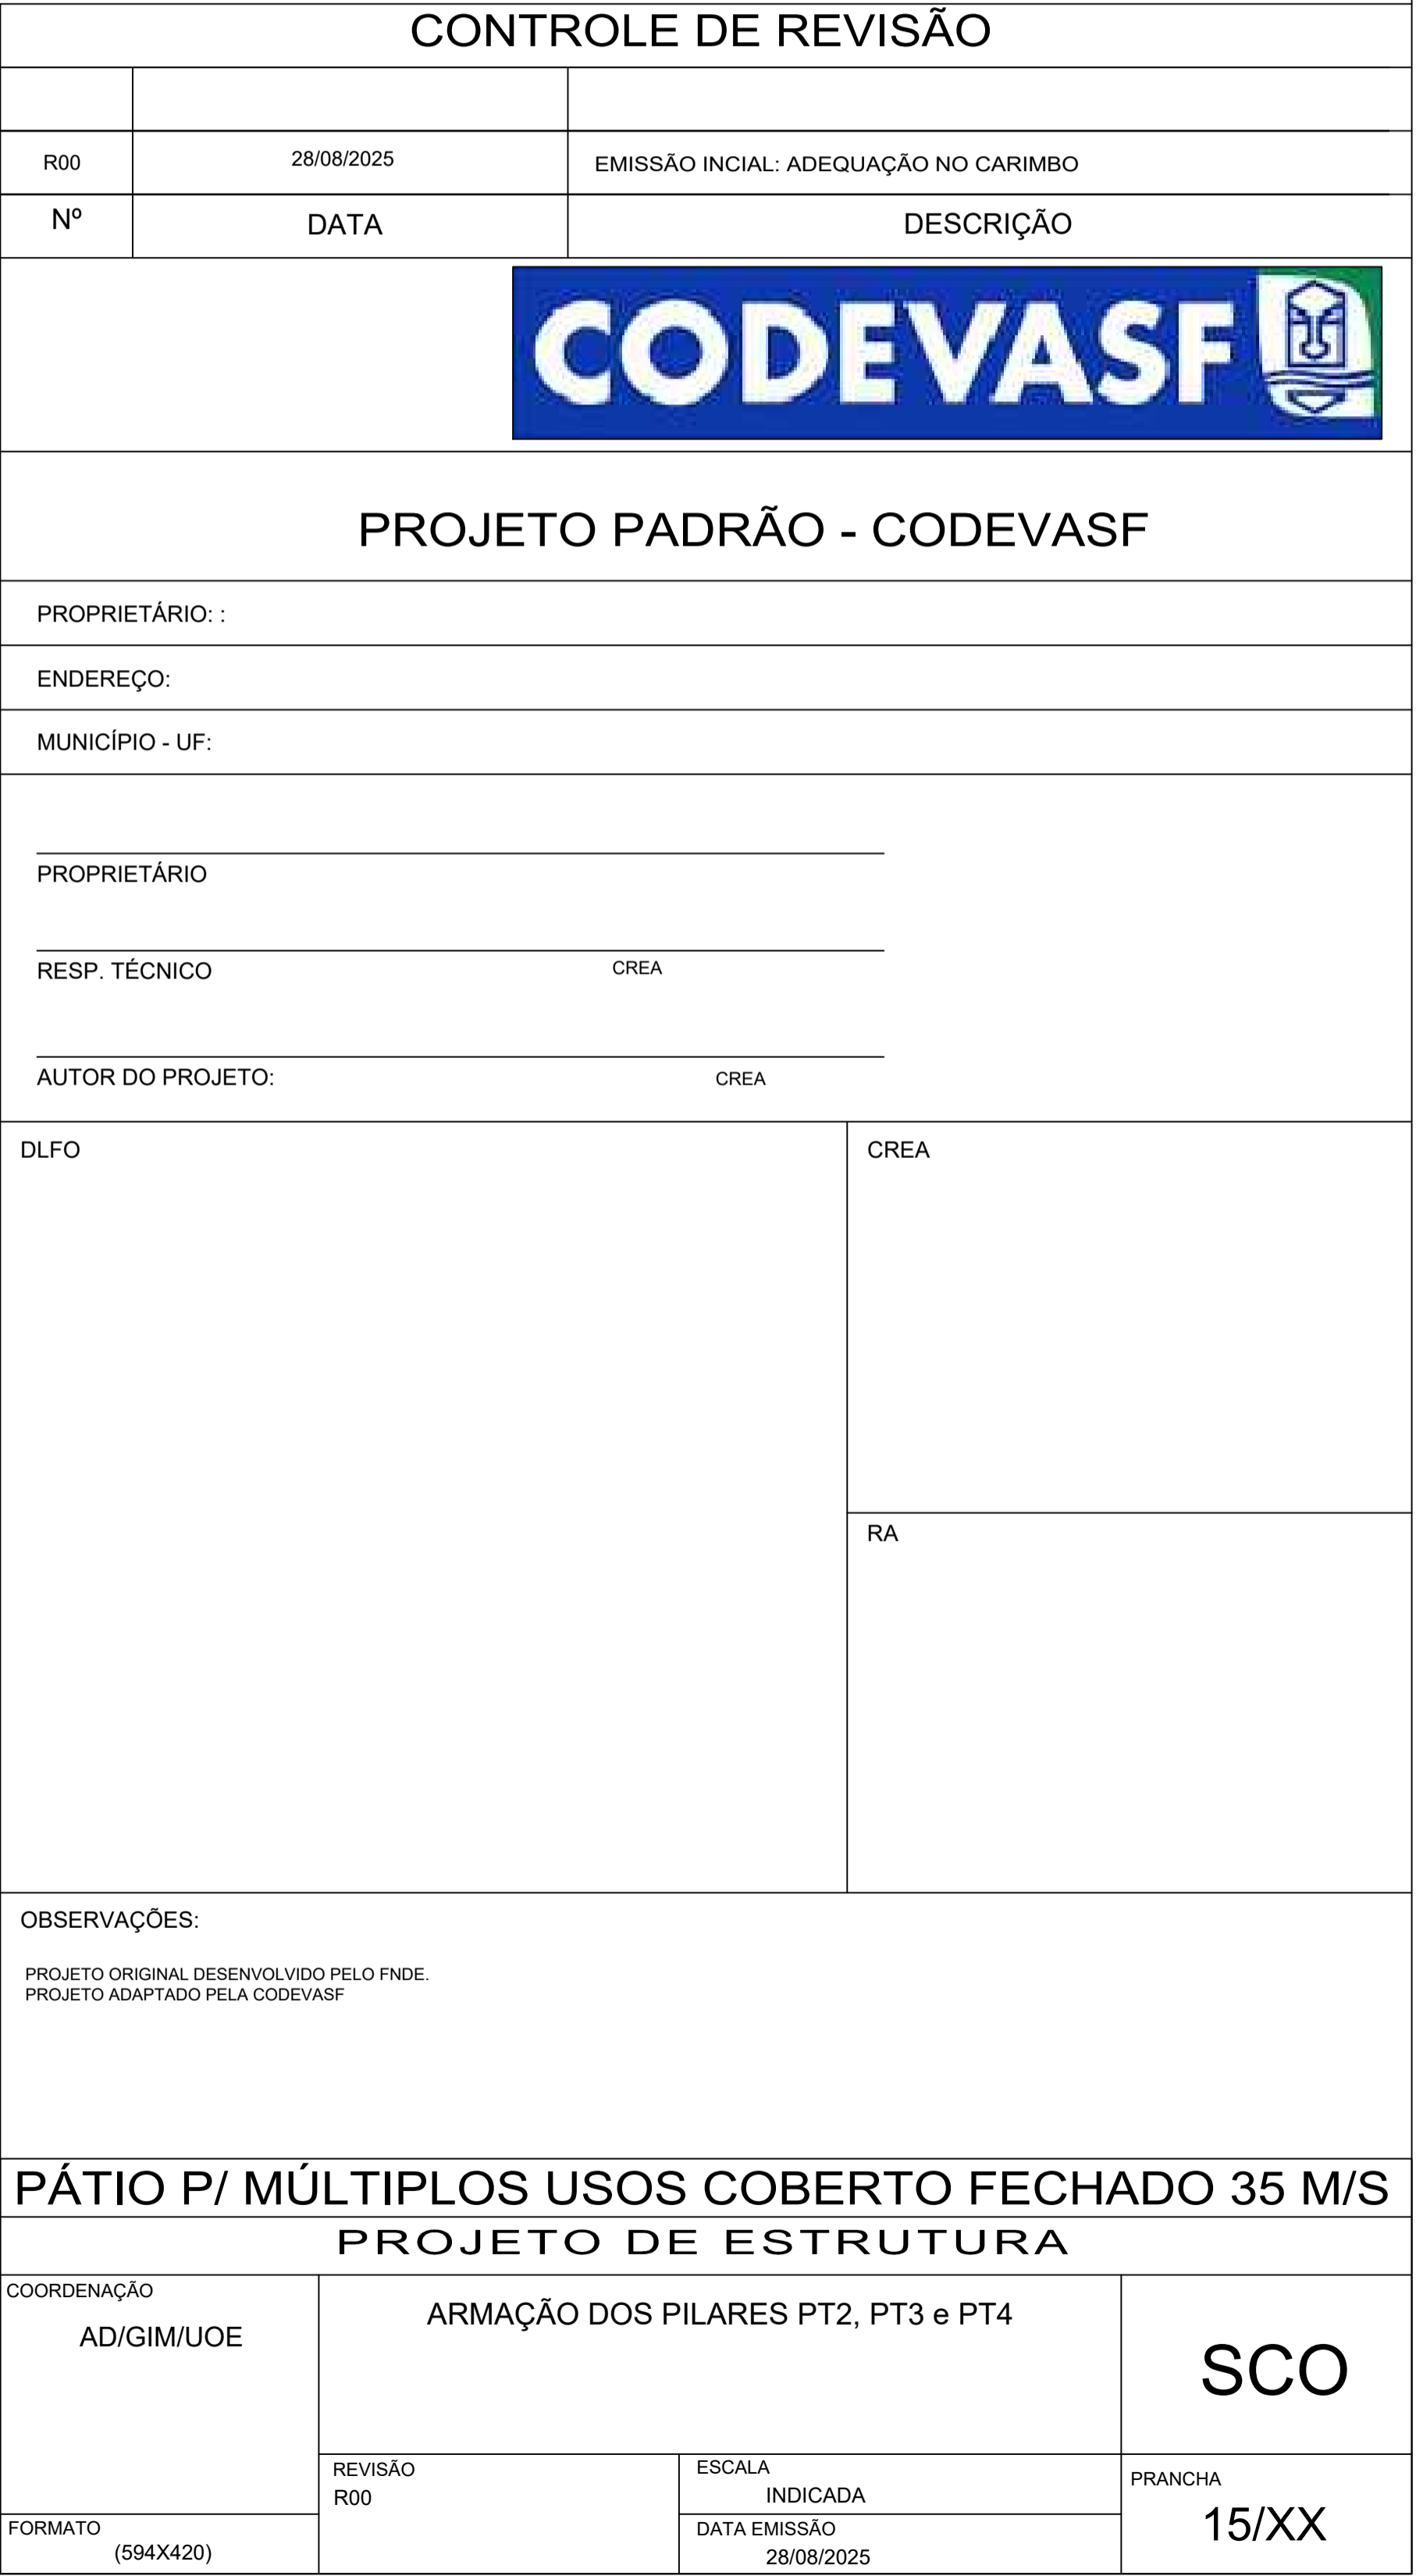 CONTROLE DE REVISÃO
R00 28/08/2025 EMISSÃO INCIAL: ADEQUAÇÃO NO CARIMBO
Nº DATA DESCRIÇÃO
CODEVASF
PROJETO PADRÃO - CODEVASF
PROPRIETÁRIO: :
ENDEREÇO:
MUNICÍPIO - UF:
PROPRIETÁRIO
RESP. TÉCNICO CREA
AUTOR DO PROJETO: CREA
DLFO
CREA
RA
OBSERVAÇÕES:
PROJETO ORIGINAL DESENVOLVIDO PELO FNDE.
PROJETO ADAPTADO PELA CODEVASF
PÁTIO P/ MÚLTIPLOS USOS COBERTO FECHADO 35 M/S
PROJETO DE ESTRUTURA
COORDENAÇÃO
AD/GIM/UOE
ARMAÇÃO DOS PILARES PT2, PT3 e PT4
SCO
REVISÃO
R00
ESCALA
INDICADA
PRANCHA
15/XX
FORMATO
(594X420)
DATA EMISSÃO
28/08/2025